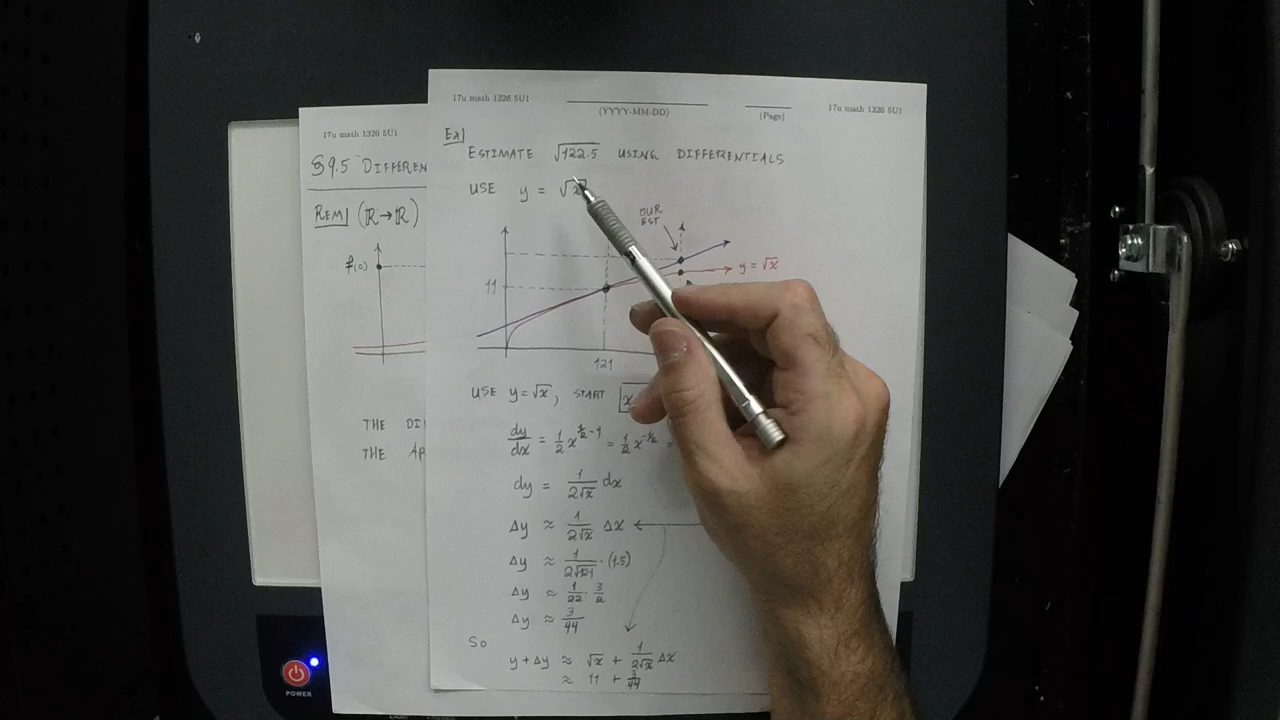 17u math 1326 5U1
§9.5 DIFFEREN
REM (ℝ→ℝ)
f(c)
THE DI
THE AP
17u math 1326 5U1
(YYYY-MM-DD)
(Page)
17u math 1326 5U1
Ex
ESTIMATE √122.5 USING DIFFERENTIALS.
USE y = √x
OUR
EST
y = √x
11
121
USE y = √x, START x
dy/dx = 1/2 x^(1/2 - 1) = 1/2 x^(-1/2) =
dy = 1/(2√x) dx
Δy ≈ 1/(2√x) Δx
Δy ≈ 1/(2√121) · (1.5)
Δy ≈ 1/22 · 3/2
Δy ≈ 3/44
So
y + Δy ≈ √x + 1/(2√x) Δx
≈ 11 + 3/44
POWER